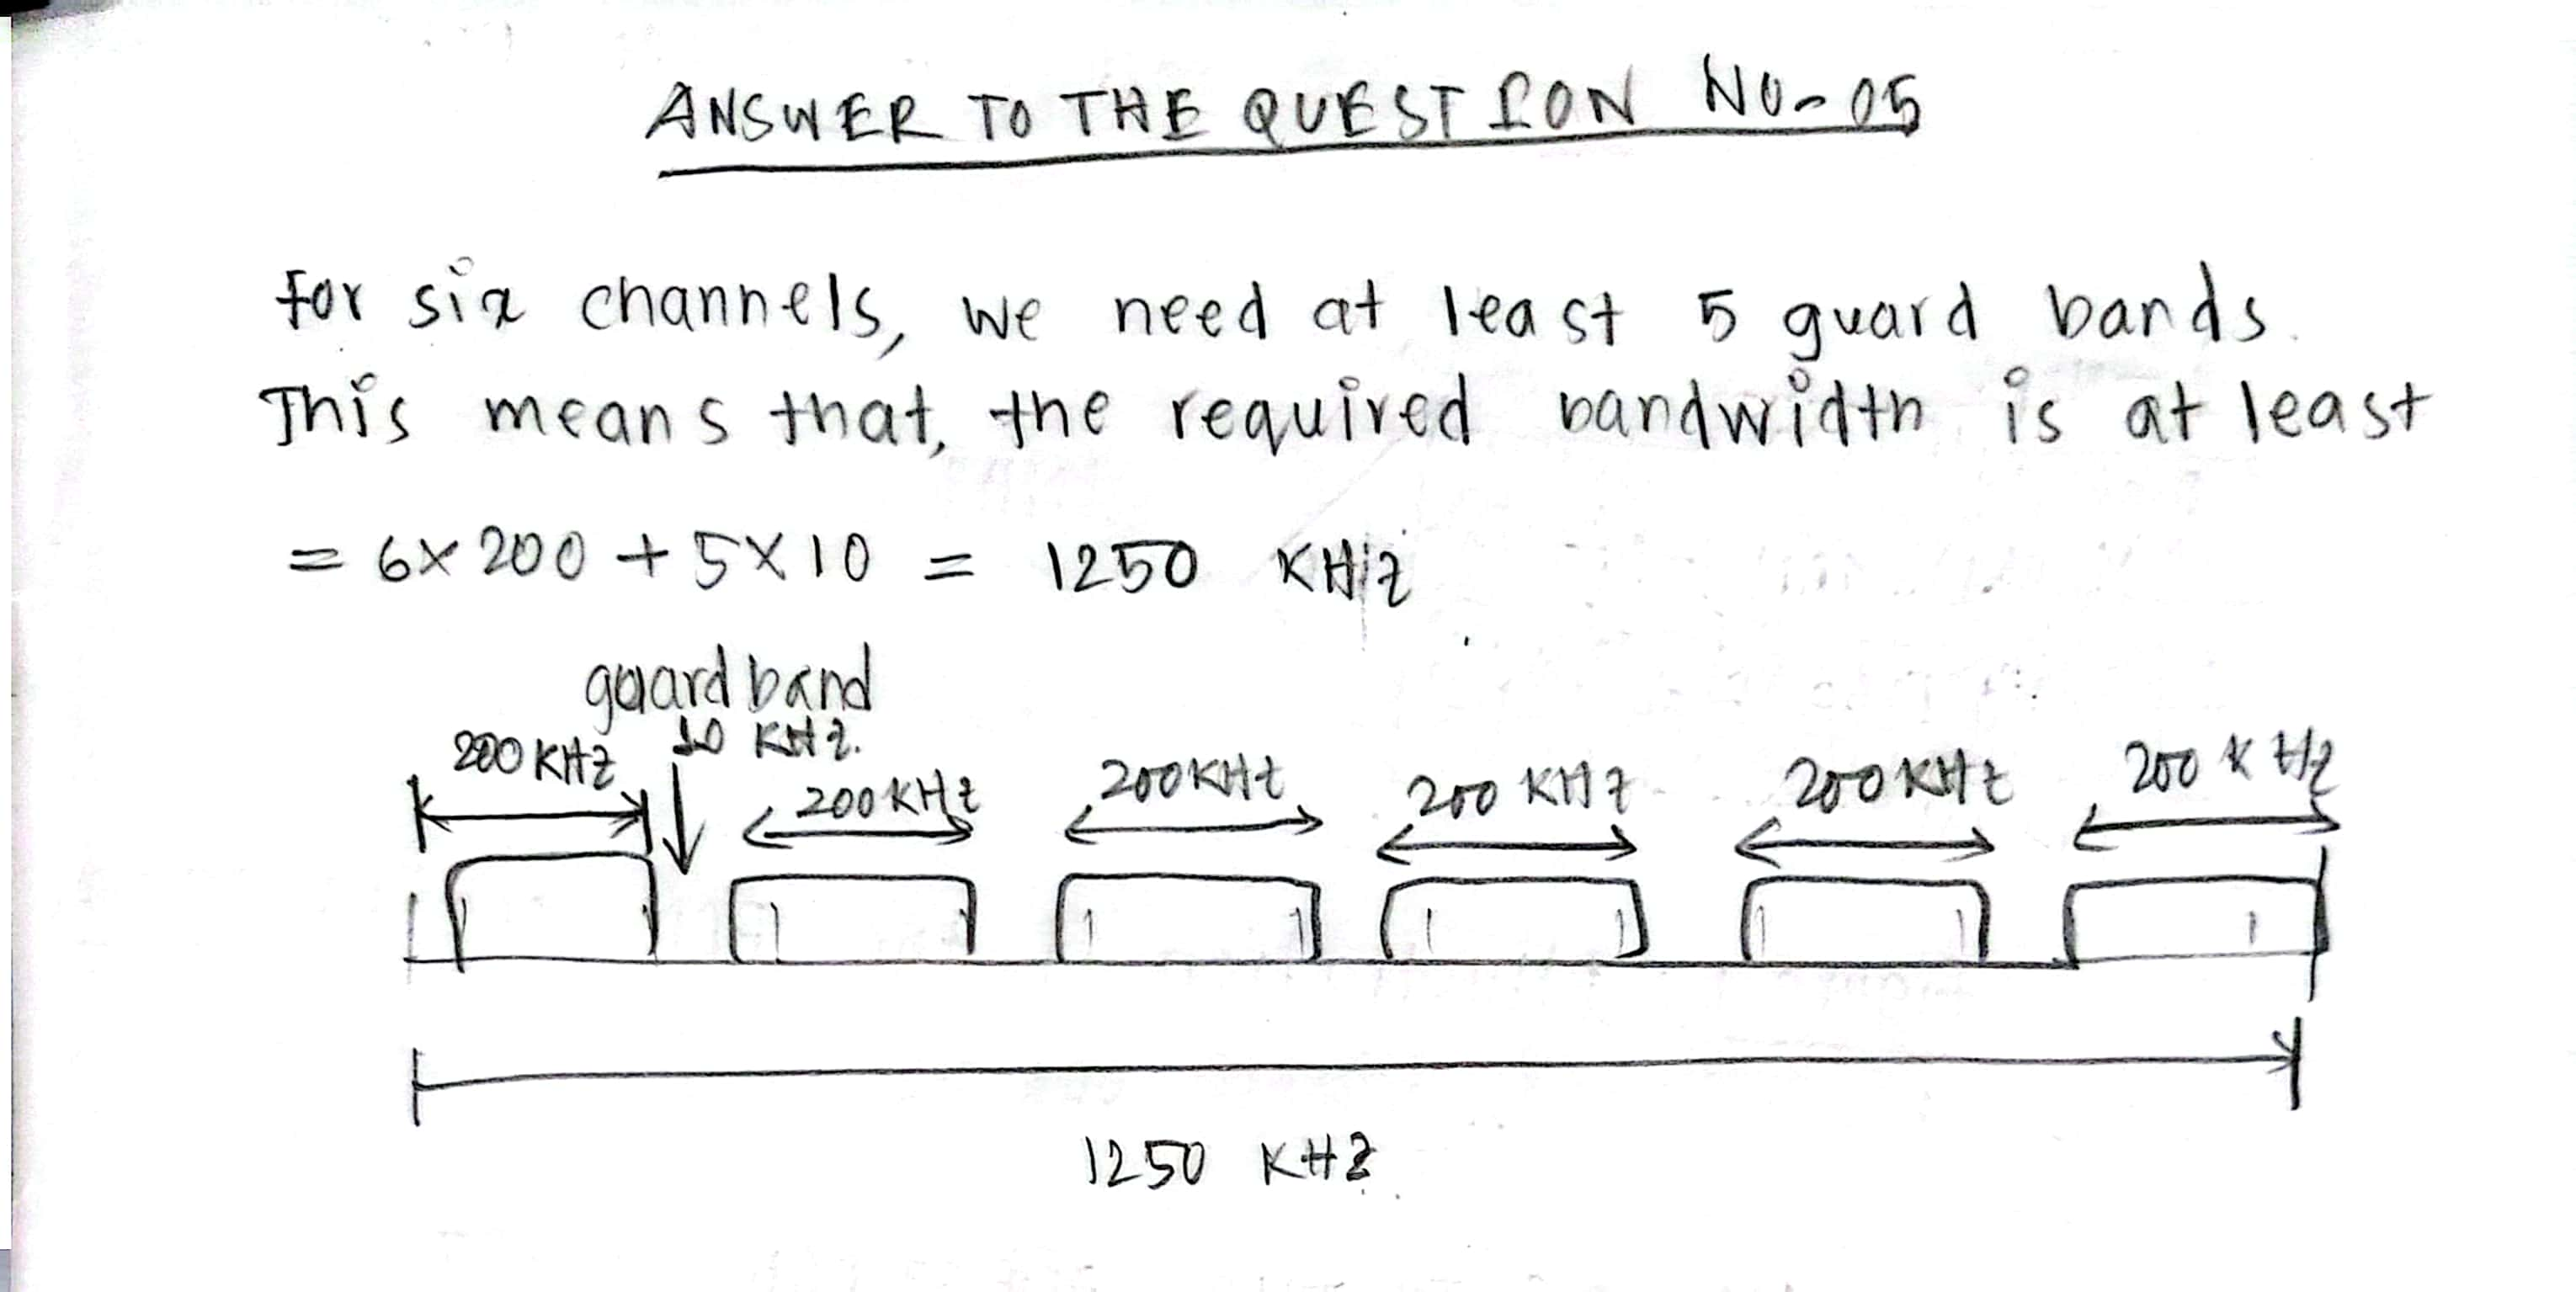 ANSWER TO THE QUESTION NO-05
For six channels, we need at least 5 guard bands.
This means that, the required bandwidth is at least
= 6×200 + 5×10 = 1250 KHz
guard band
10 KHz.
200 KHz
200 KHz
200 KHz
200 KHz
200 KHz
200 KHz
1250 KHz